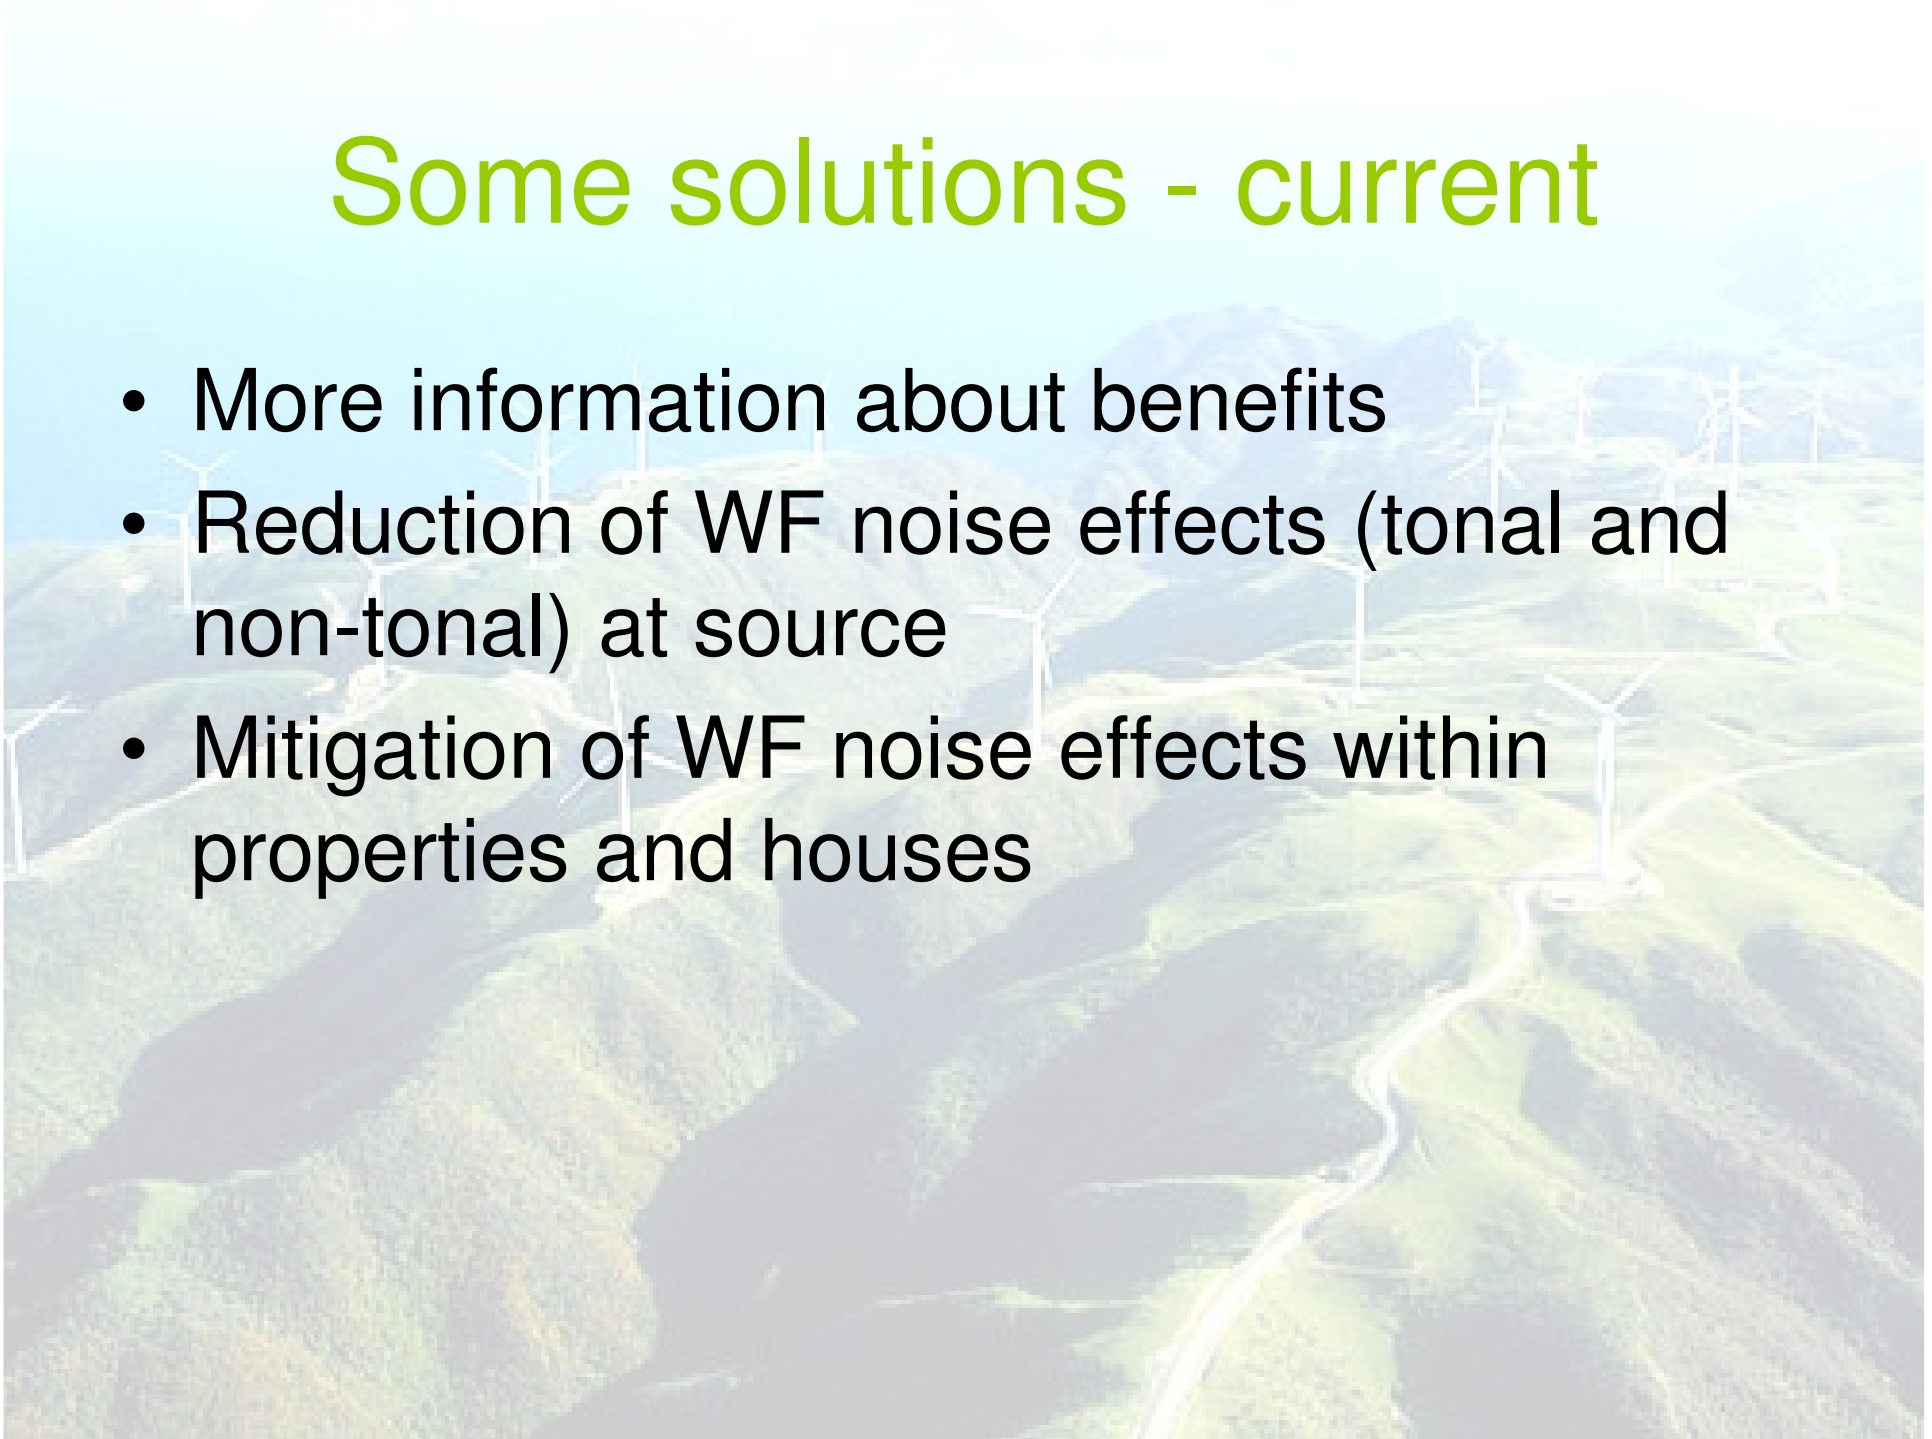 Some solutions - current
• More information about benefits
• Reduction of WF noise effects (tonal and
non-tonal) at source
• Mitigation of WF noise effects within
properties and houses